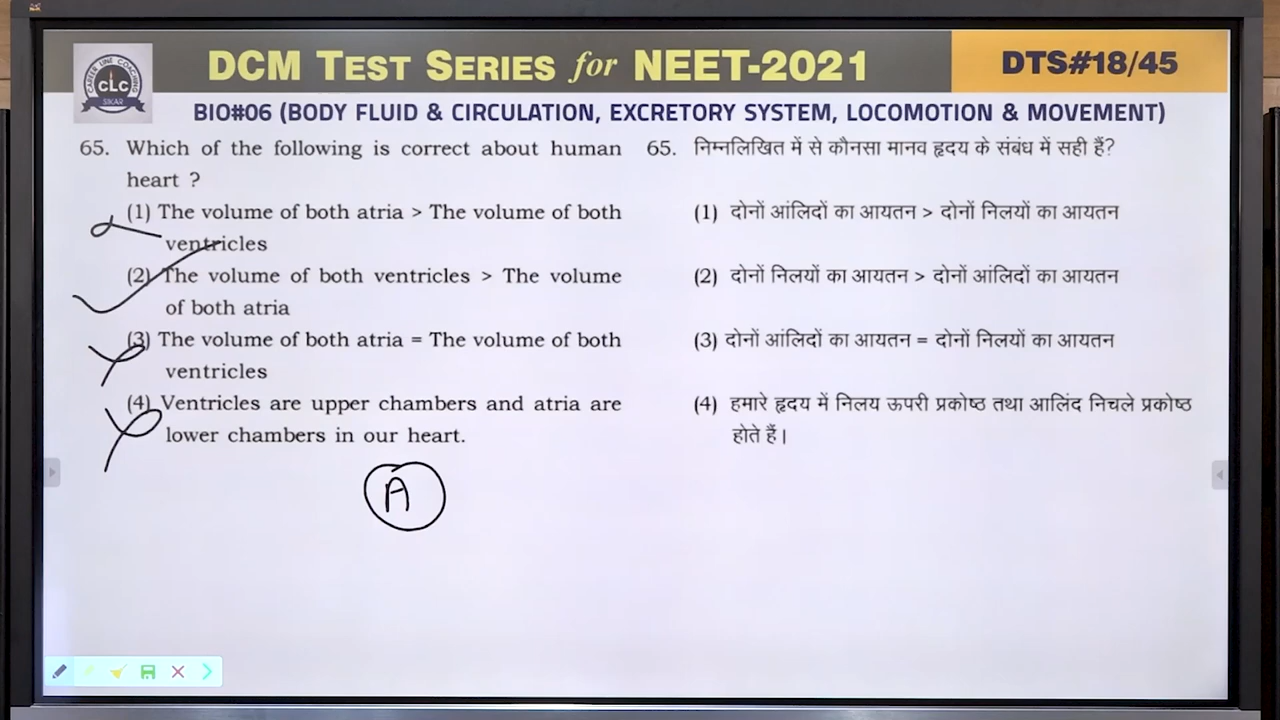 DCM TEST SERIES for NEET-2021
DTS#18/45
CAREER LINE COACHING
CLC
SIKAR
BIO#06 (BODY FLUID & CIRCULATION, EXCRETORY SYSTEM, LOCOMOTION & MOVEMENT)
65. Which of the following is correct about human
heart ?
(1) The volume of both atria > The volume of both
ventricles
(2) The volume of both ventricles > The volume
of both atria
(3) The volume of both atria = The volume of both
ventricles
(4) Ventricles are upper chambers and atria are
lower chambers in our heart.
A
65. निम्नलिखित में से कौनसा मानव हृदय के संबंध में सही हैं?
(1) दोनों आंलिदों का आयतन > दोनों निलयों का आयतन
(2) दोनों निलयों का आयतन > दोनों आंलिदों का आयतन
(3) दोनों आंलिदों का आयतन = दोनों निलयों का आयतन
(4) हमारे हृदय में निलय ऊपरी प्रकोष्ठ तथा आलिंद निचले प्रकोष्ठ
होते हैं।